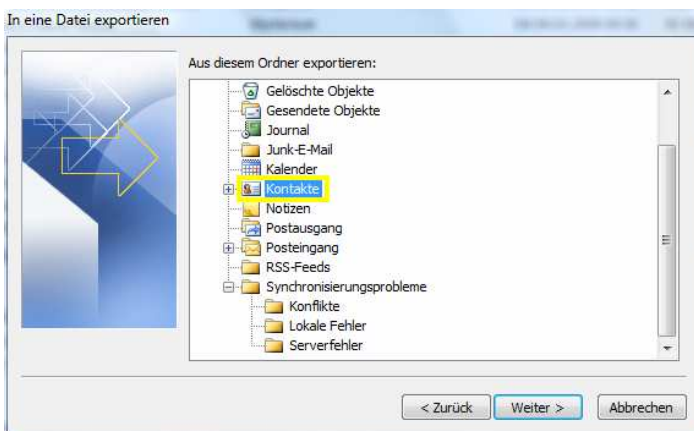 In eine Datei exportieren
Aus diesem Ordner exportieren:
Gelöschte Objekte
Gesendete Objekte
Journal
Junk-E-Mail
Kalender
Kontakte
Notizen
Postausgang
Posteingang
RSS-Feeds
Synchronisierungsprobleme
Konflikte
Lokale Fehler
Serverfehler
< Zurück Weiter > Abbrechen